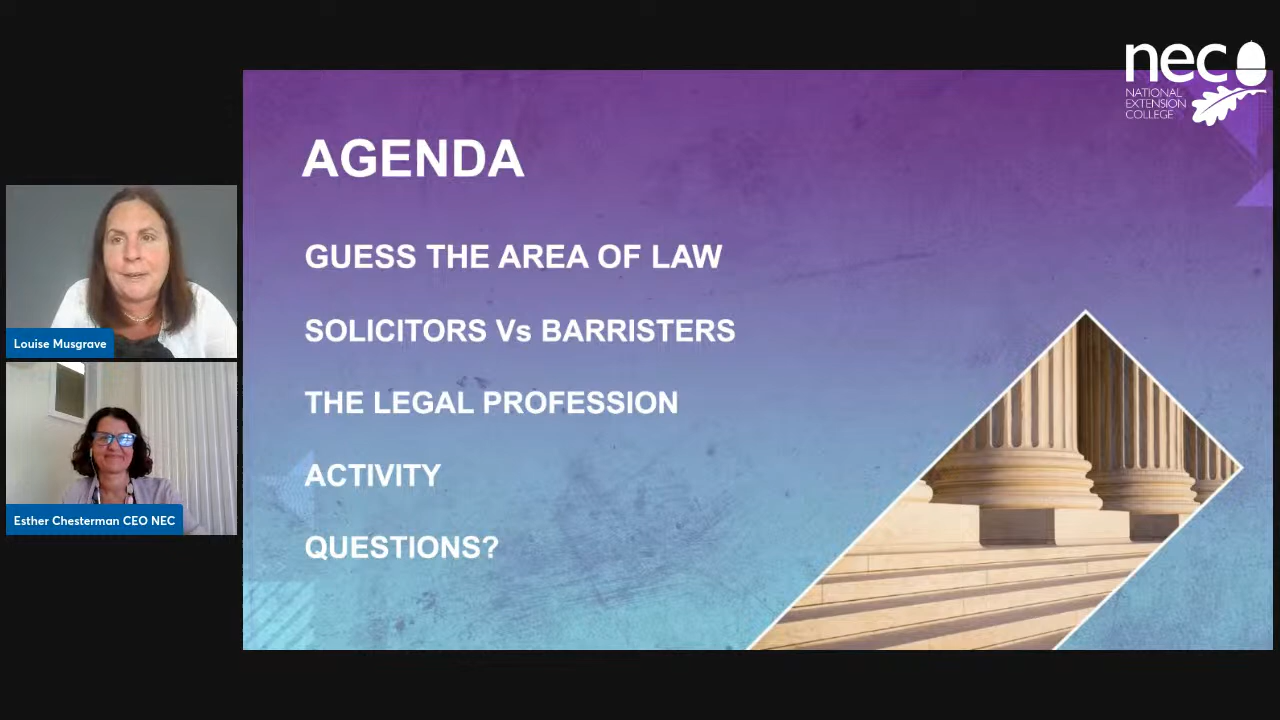 nec
NATIONAL
EXTENSION
COLLEGE
AGENDA
GUESS THE AREA OF LAW
SOLICITORS Vs BARRISTERS
THE LEGAL PROFESSION
ACTIVITY
QUESTIONS?
Louise Musgrave
Esther Chesterman CEO NEC